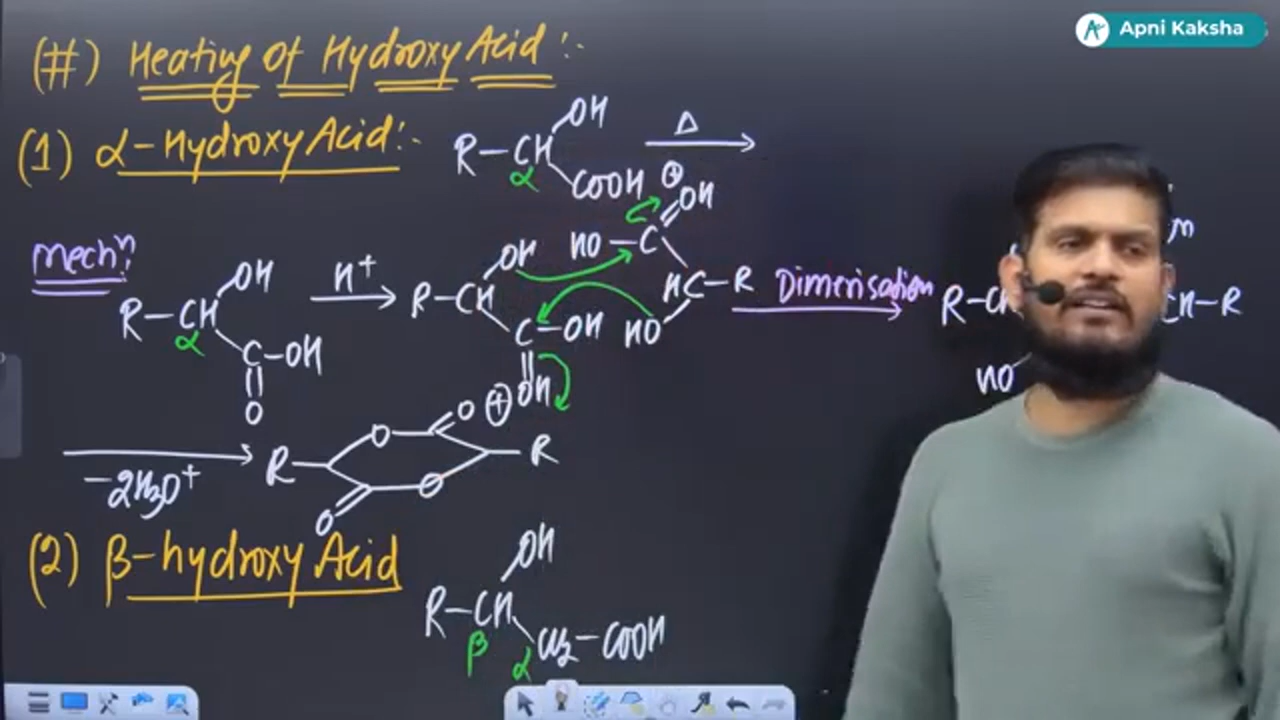 Apni Kaksha
(#) Heating of Hydroxy Acid :-
(1) α-Hydroxy Acid :-
R-CH
OH
α
COOH
Δ
Mechⁿ:
R-CH
OH
α
C-OH
O
H⁺
R-CH
OH
C-OH
OH
⊕
⊕
OH
HO-C
HC-R
HO
Dimerisation
R-CH
CH-R
HO
-2H₃O⁺
R
O
O
R
O
O
(2) β-hydroxy Acid
R-CH
OH
β
α
CH₂-COOH